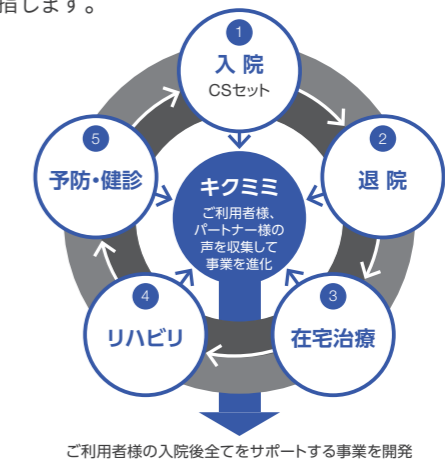 指します。
1
入 院
CSセット
2
退 院
3
在宅治療
4
リハビリ
5
予防・健診
キクミミ
ご利用者様、
パートナー様の
声を収集して
事業を進化
ご利用者様の入院後全てをサポートする事業を開発